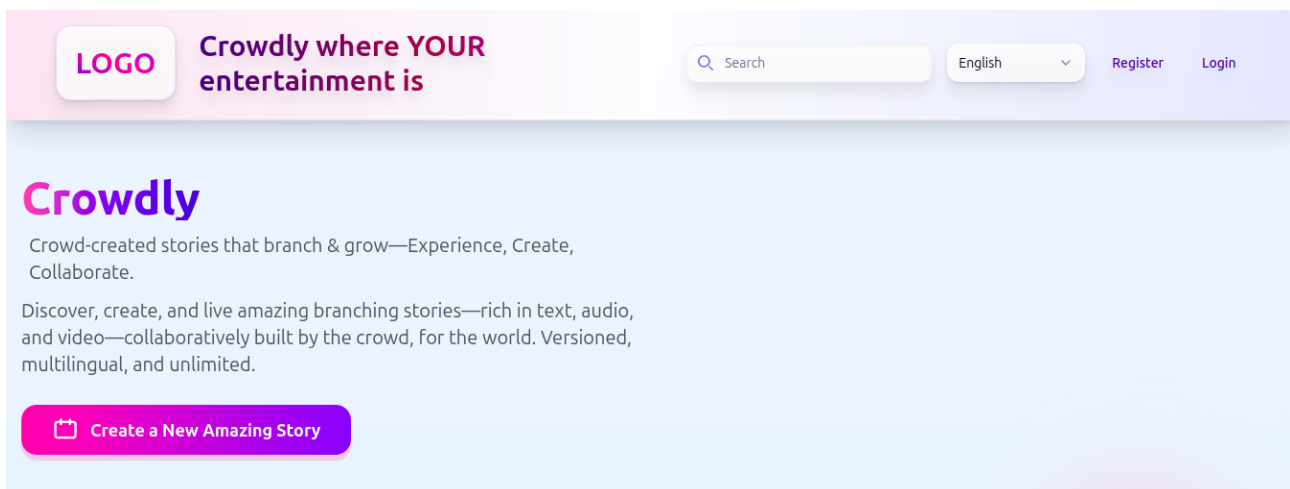 LOGO
Crowdly where YOUR
entertainment is
Search
English
Register
Login
Crowdly
Crowd-created stories that branch & grow—Experience, Create,
Collaborate.
Discover, create, and live amazing branching stories—rich in text, audio,
and video—collaboratively built by the crowd, for the world. Versioned,
multilingual, and unlimited.
Create a New Amazing Story